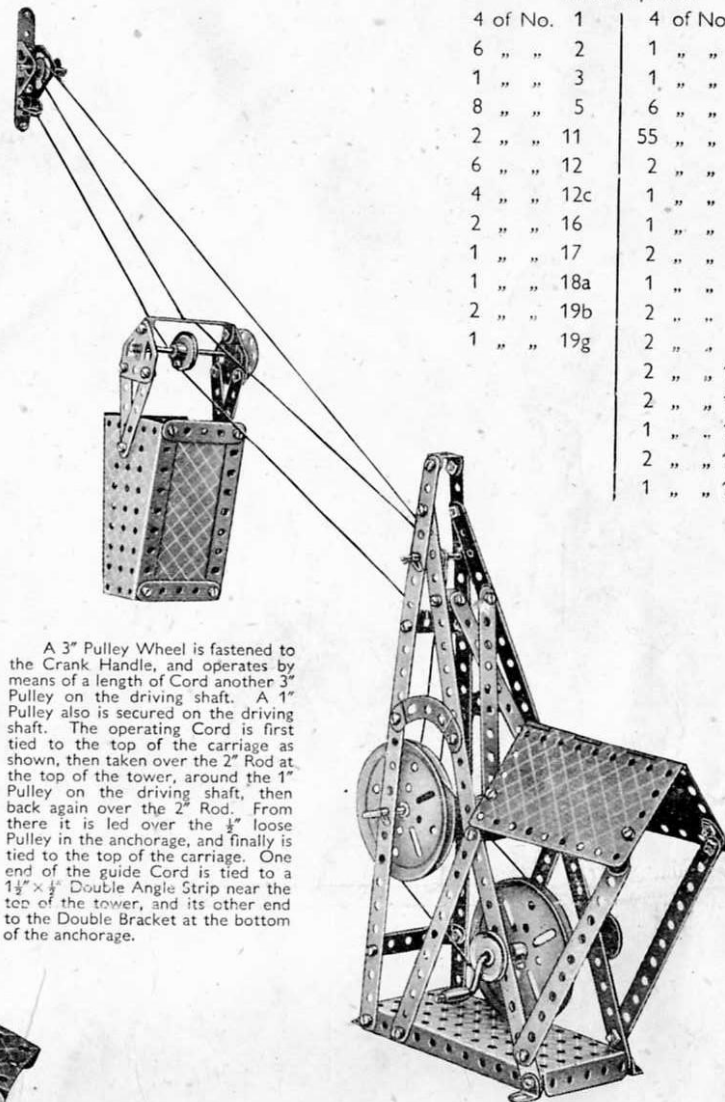 4 of No. 1
6 „ „ 2
1 „ „ 3
8 „ „ 5
2 „ „ 11
6 „ „ 12
4 „ „ 12c
2 „ „ 16
1 „ „ 17
1 „ „ 18a
2 „ „ 19b
1 „ „ 19g
4 of No
1 „ „
1 „ „
6 „ „
55 „ „
2 „ „
1 „ „
1 „ „
2 „ „
1 „ „
2 „ „
2 „ „
2 „ „
2 „ „
1 „ „
2 „ „
1 „ „
A 3" Pulley Wheel is fastened to
the Crank Handle, and operates by
means of a length of Cord another 3"
Pulley on the driving shaft. A 1"
Pulley also is secured on the driving
shaft. The operating Cord is first
tied to the top of the carriage as
shown, then taken over the 2" Rod at
the top of the tower, around the 1"
Pulley on the driving shaft, then
back again over the 2" Rod. From
there it is led over the ½" loose
Pulley in the anchorage, and finally is
tied to the top of the carriage. One
end of the guide Cord is tied to a
1½" × ½" Double Angle Strip near the
top of the tower, and its other end
to the Double Bracket at the bottom
of the anchorage.